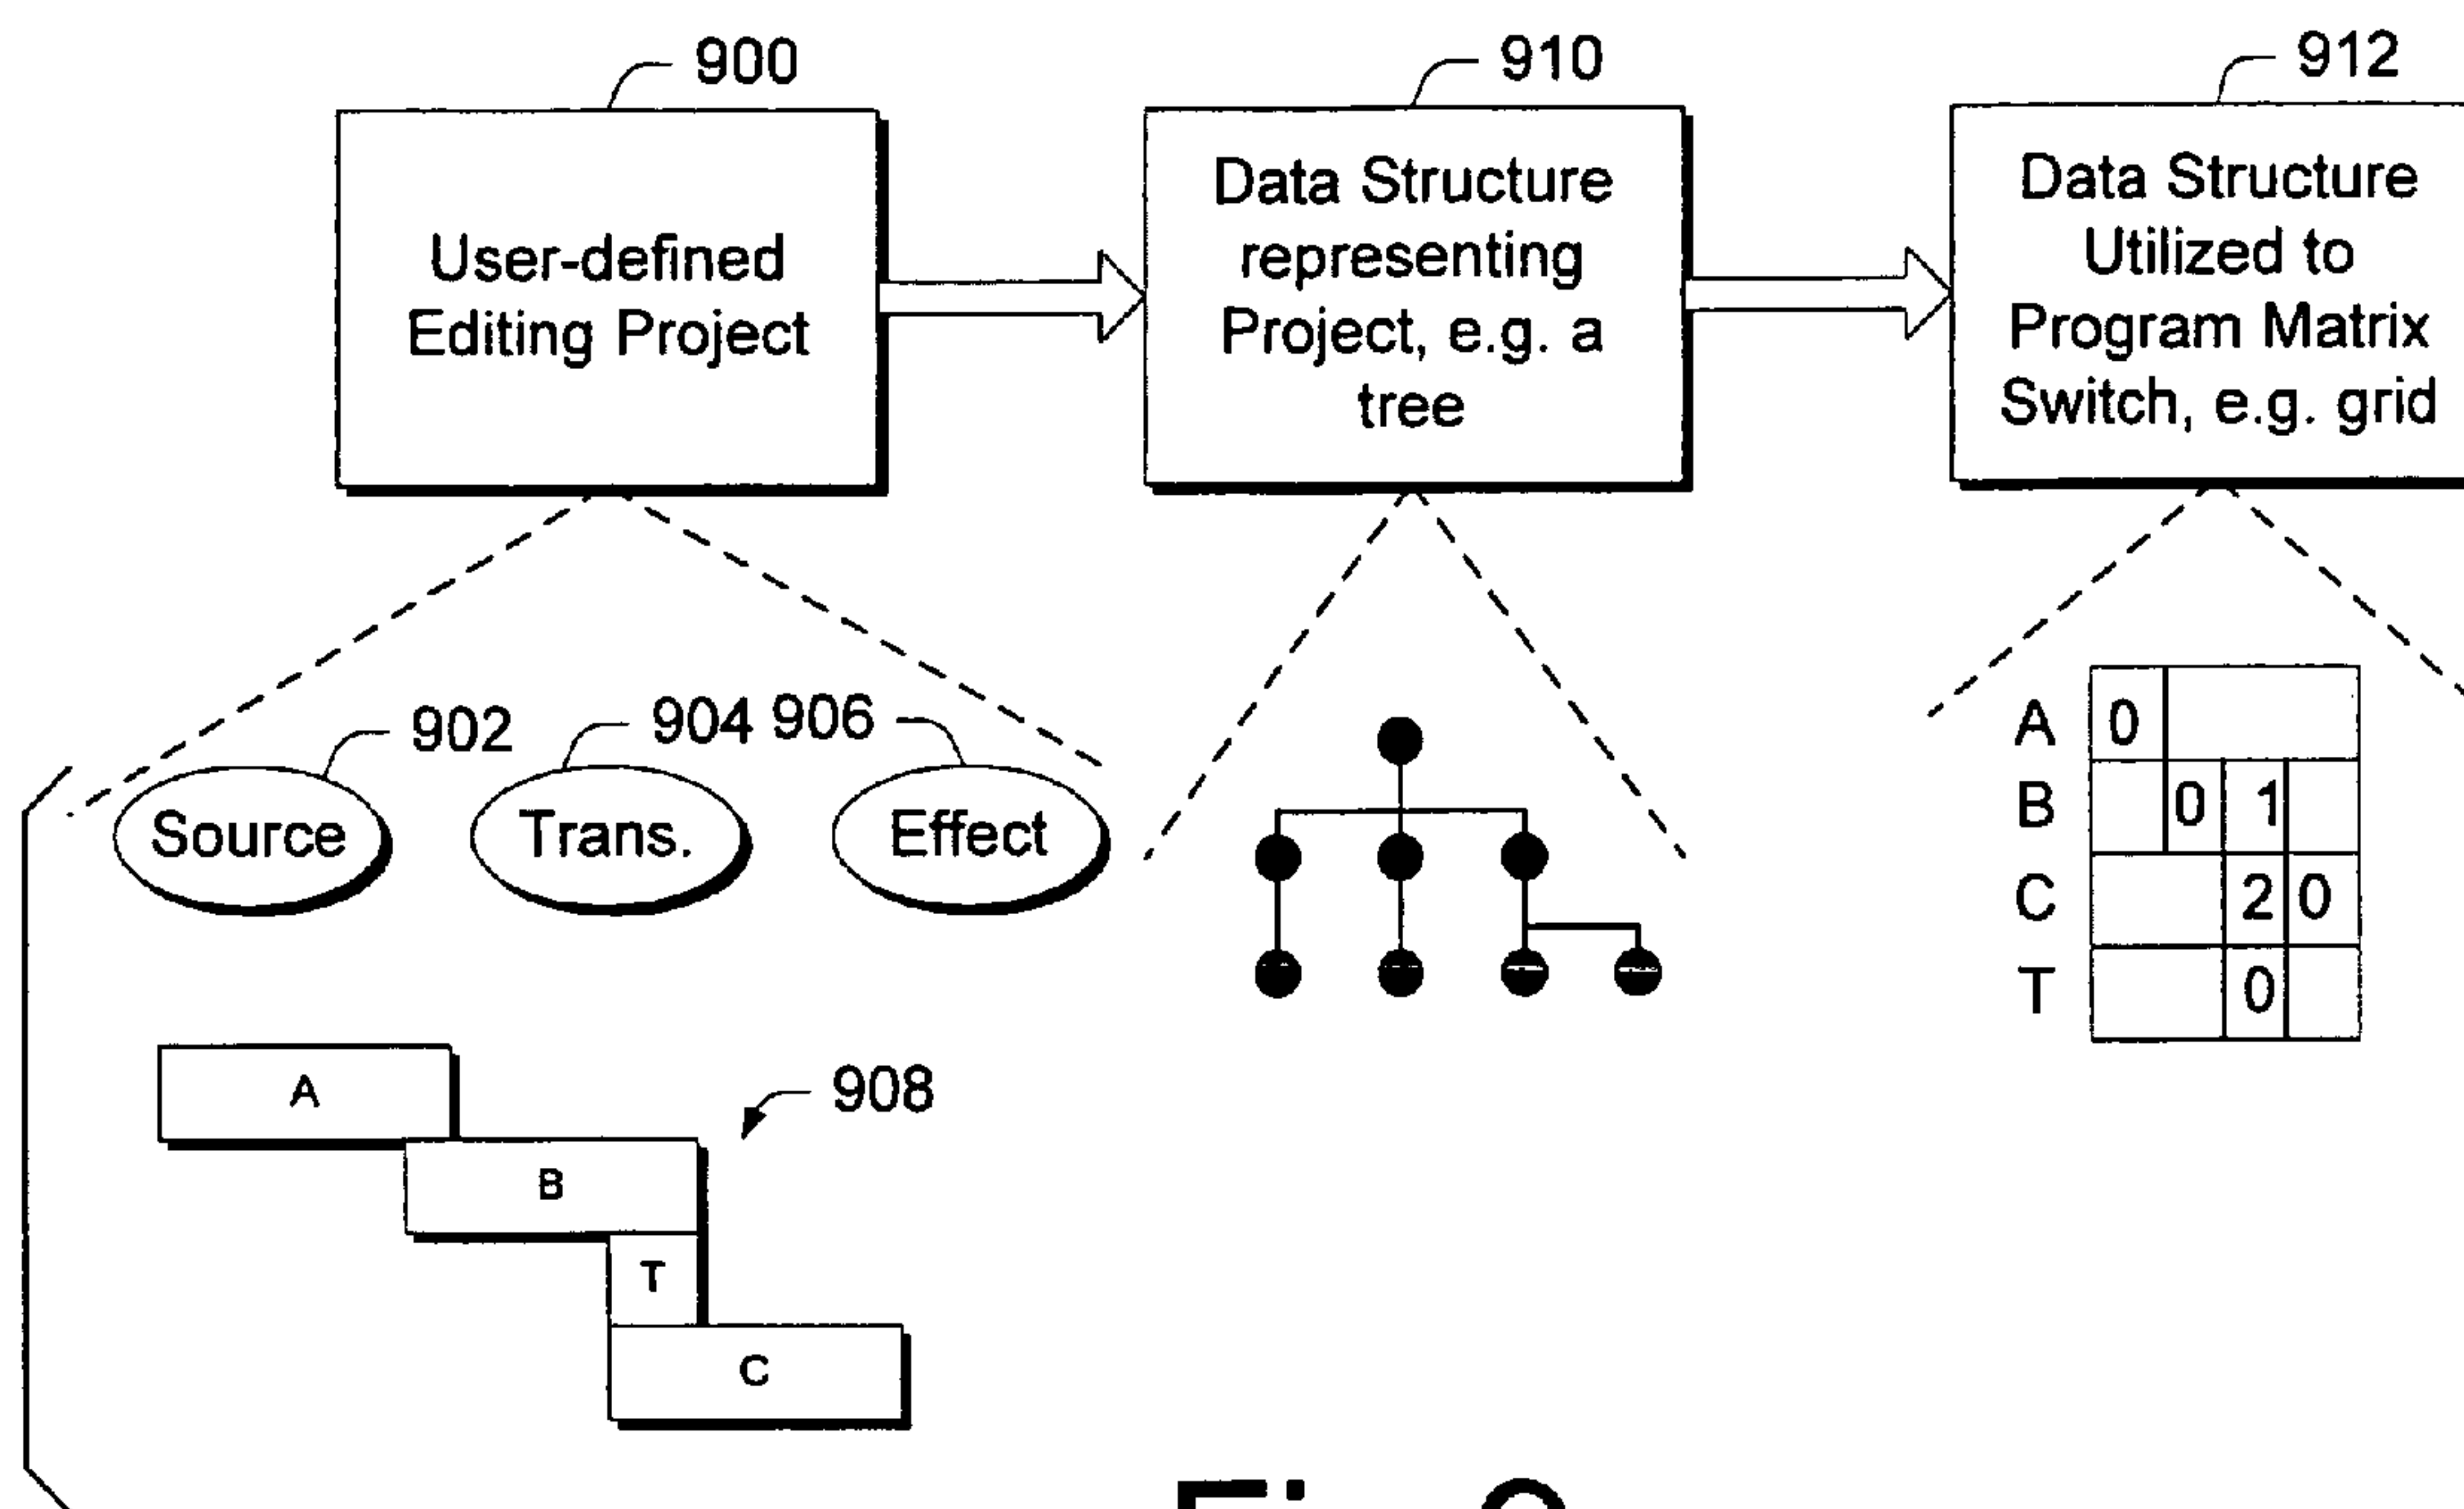 900
910
912
User-defined
Editing Project
Data Structure
representing
Project, e.g. a
tree
Data Structure
Utilized to
Program Matrix
Switch, e.g. grid
902
904
906
Source
Trans.
Effect
A 0
B 0 1
C 2 0
T 0
A
908
B
T
C